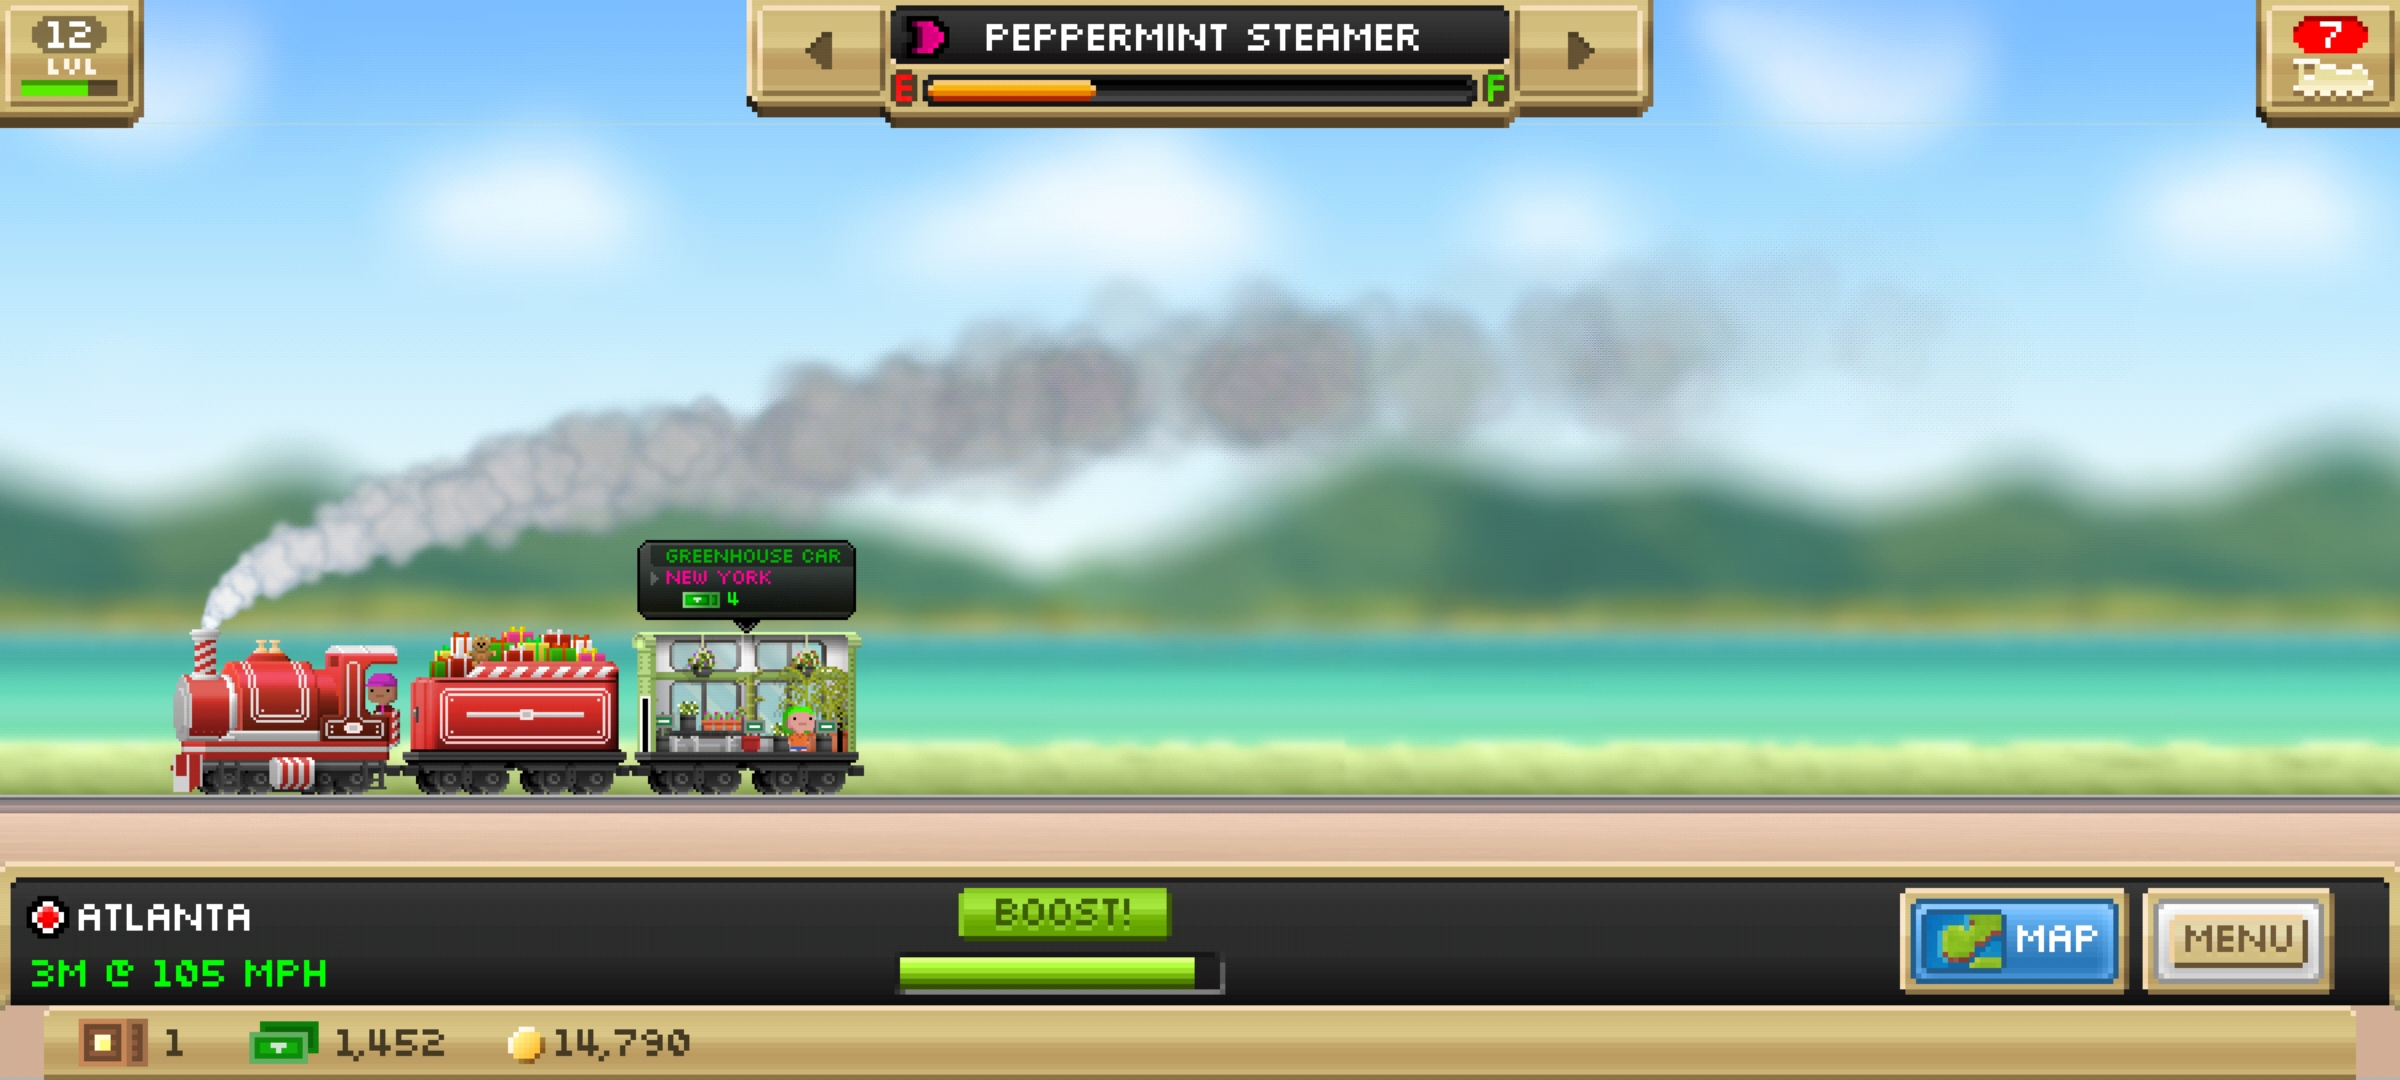 12
LVL
PEPPERMINT STEAMER
E
F
7
GREENHOUSE CAR
NEW YORK
4
ATLANTA
3M @ 105 MPH
BOOST!
MAP
MENU
1
1,452
14,790